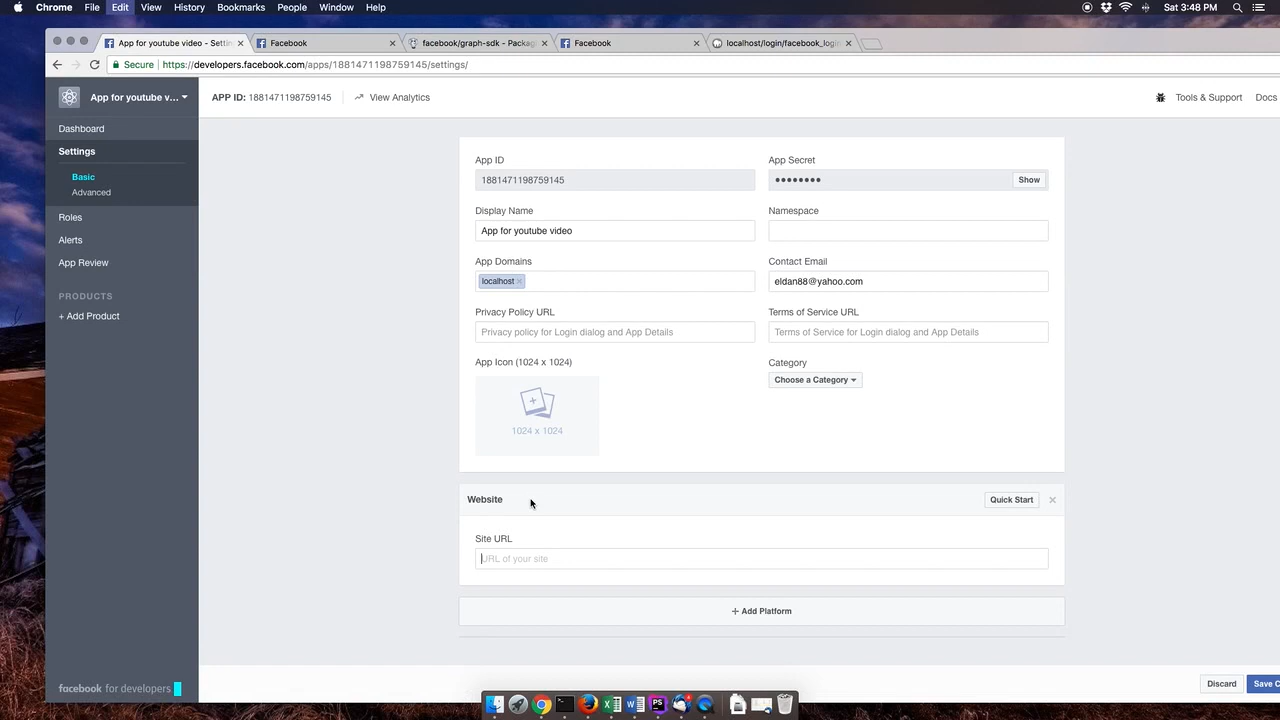 Chrome File Edit View History Bookmarks People Window Help
Sat 3:48 PM
App for youtube video - Settin
Facebook
facebook/graph-sdk - Packag
Facebook
localhost/login/facebook_login
Secure
https://developers.facebook.com/apps/1881471198759145/settings/
App for youtube v...
APP ID: 1881471198759145
View Analytics
Tools & Support
Docs
Dashboard
Settings
Basic
Advanced
Roles
Alerts
App Review
PRODUCTS
+ Add Product
App ID
1881471198759145
App Secret
●●●●●●●●
Show
Display Name
App for youtube video
Namespace
App Domains
localhost ×
Contact Email
eldan88@yahoo.com
Privacy Policy URL
Privacy policy for Login dialog and App Details
Terms of Service URL
Terms of Service for Login dialog and App Details
App Icon (1024 x 1024)
1024 x 1024
Category
Choose a Category
Website
Quick Start
Site URL
URL of your site
+ Add Platform
facebook for developers
Discard
Save C